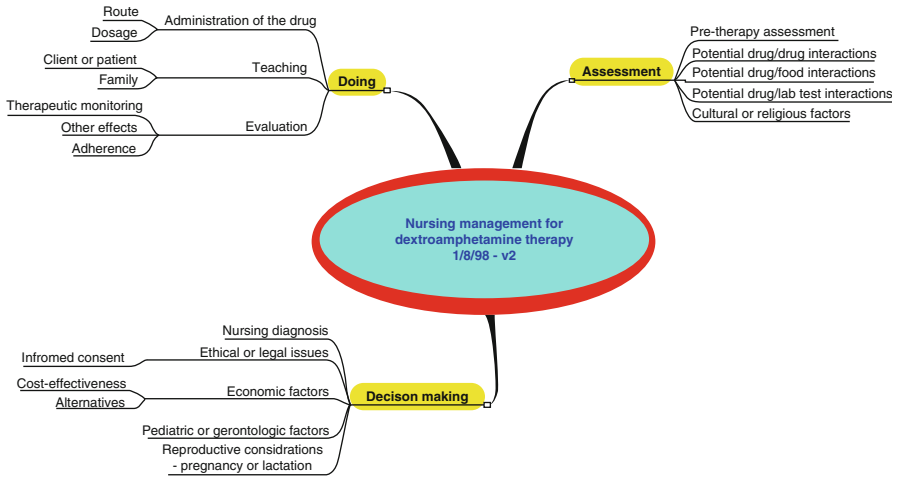 Route
Dosage
Administration of the drug
Client or patient
Family
Teaching
Therapeutic monitoring
Other effects
Adherence
Evaluation
Doing
Assessment
Pre-therapy assessment
Potential drug/drug interactions
Potential drug/food interactions
Potential drug/lab test interactions
Cultural or religious factors
Nursing management for
dextroamphetamine therapy
1/8/98 - v2
Nursing diagnosis
Infromed consent
Ethical or legal issues
Cost-effectiveness
Alternatives
Economic factors
Pediatric or gerontologic factors
Reproductive considrations
- pregnancy or lactation
Decison making